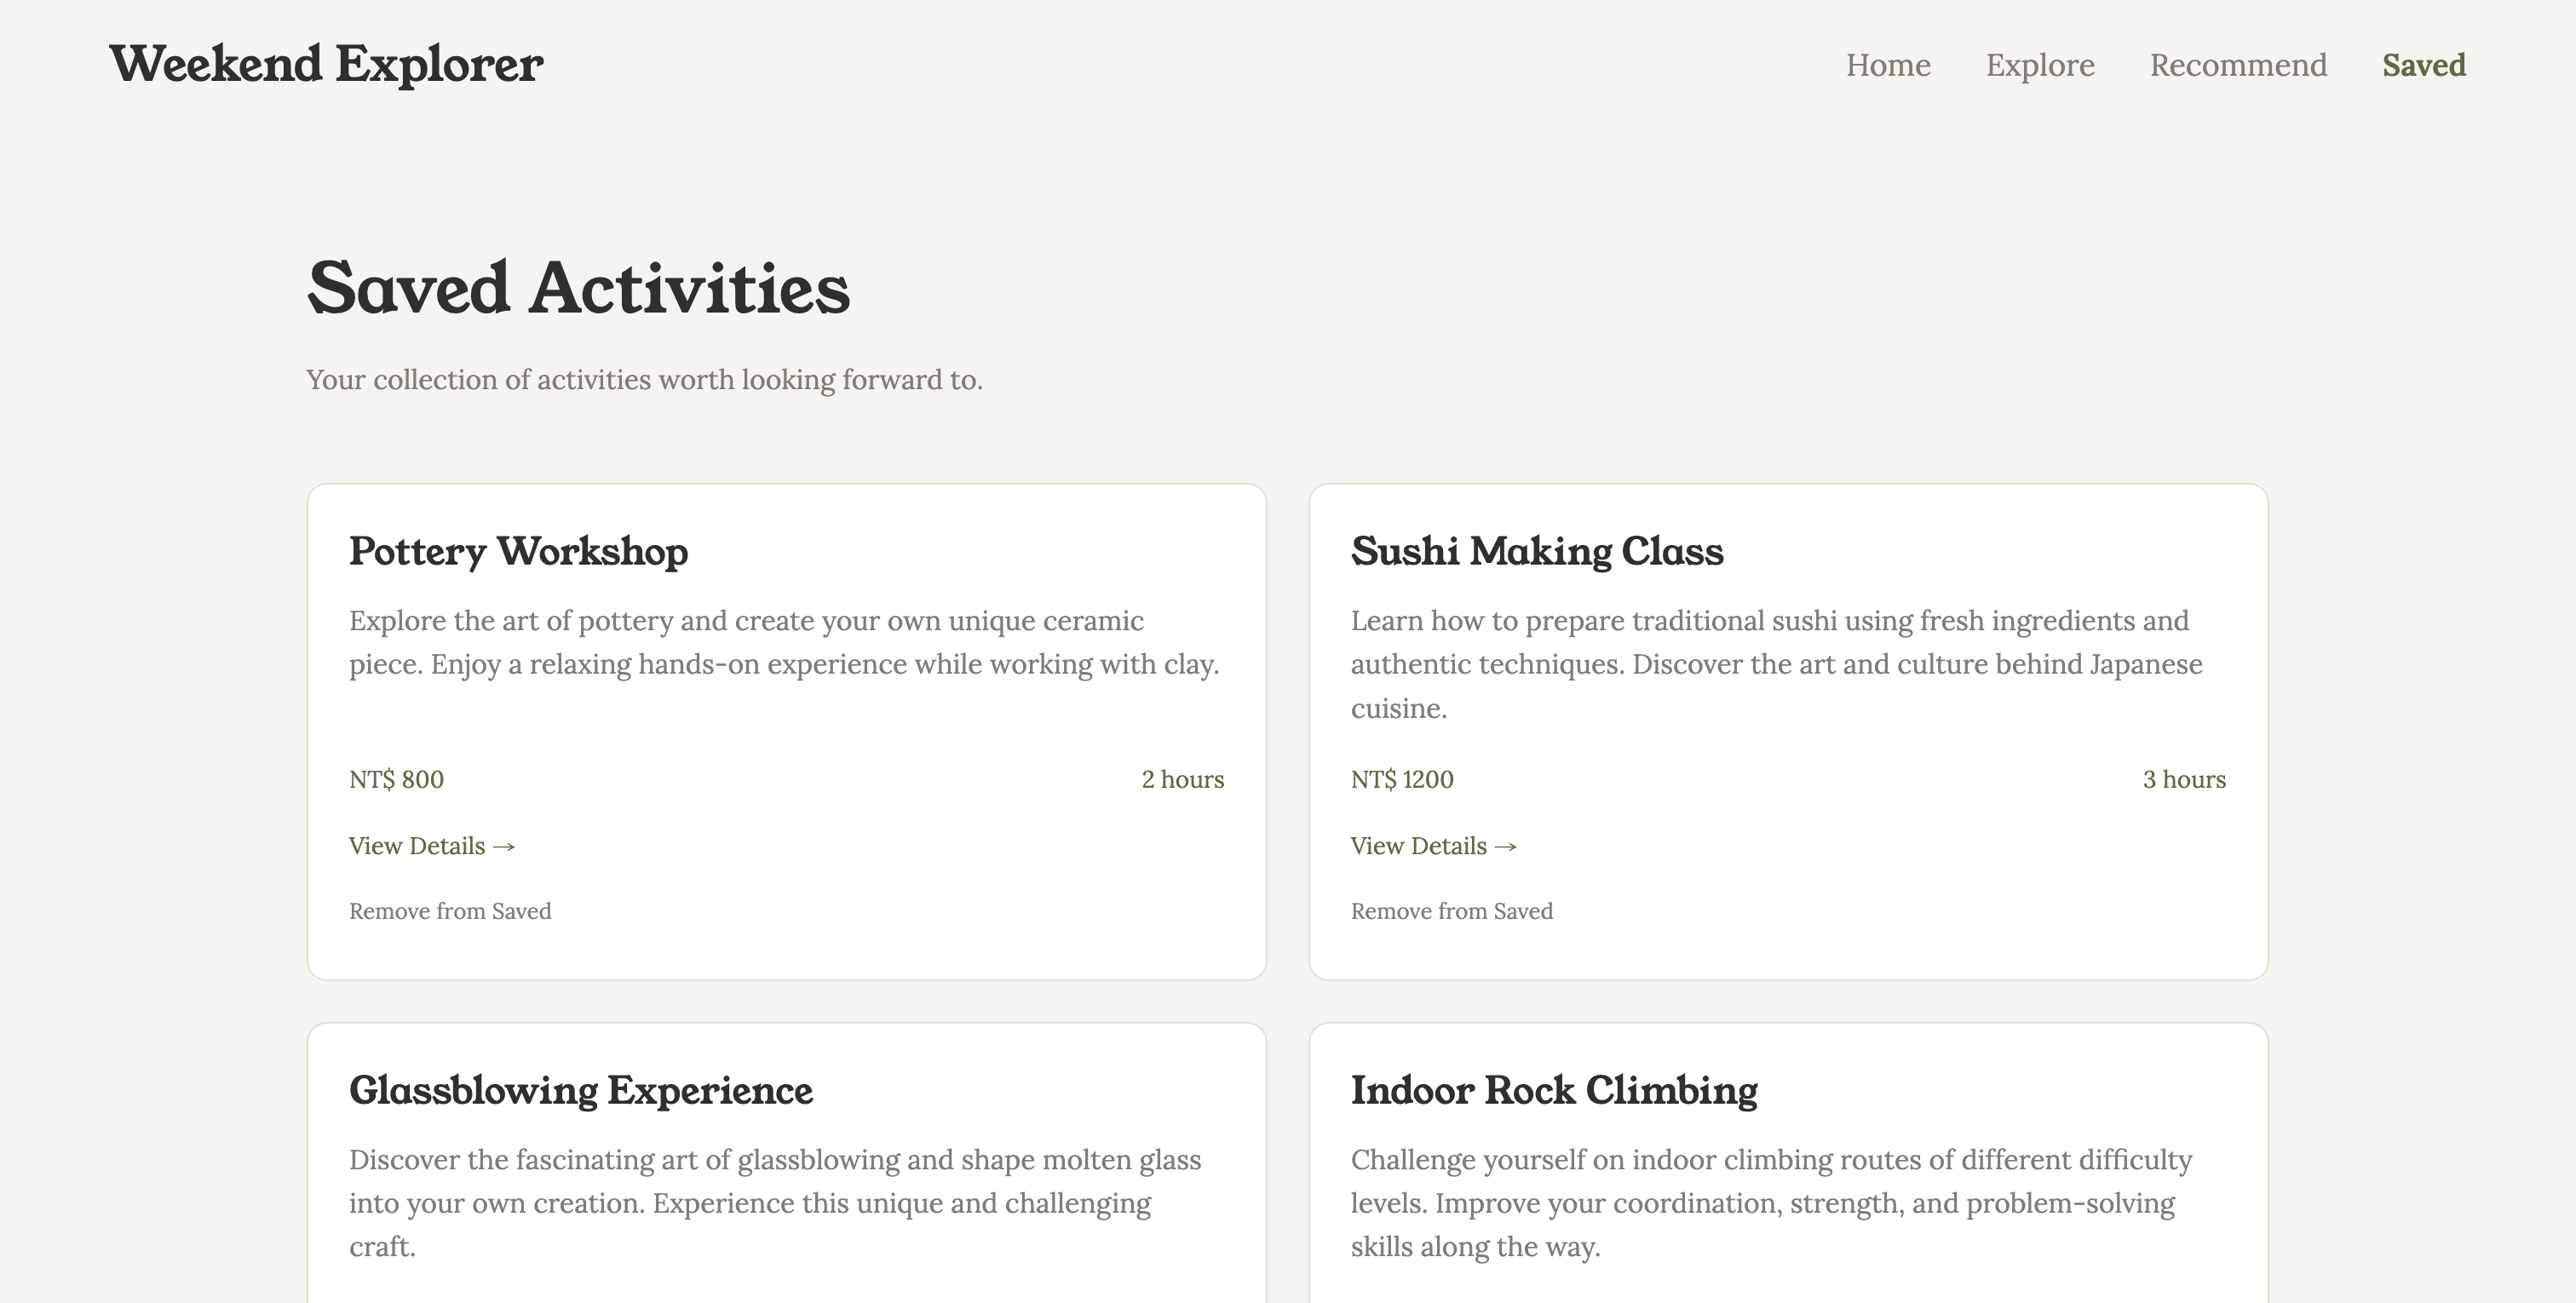 Weekend Explorer
Home Explore Recommend Saved
Saved Activities
Your collection of activities worth looking forward to.
Pottery Workshop
Explore the art of pottery and create your own unique ceramic
piece. Enjoy a relaxing hands-on experience while working with clay.
NT$ 800 2 hours
View Details →
Remove from Saved
Sushi Making Class
Learn how to prepare traditional sushi using fresh ingredients and
authentic techniques. Discover the art and culture behind Japanese
cuisine.
NT$ 1200 3 hours
View Details →
Remove from Saved
Glassblowing Experience
Discover the fascinating art of glassblowing and shape molten glass
into your own creation. Experience this unique and challenging
craft.
Indoor Rock Climbing
Challenge yourself on indoor climbing routes of different difficulty
levels. Improve your coordination, strength, and problem-solving
skills along the way.